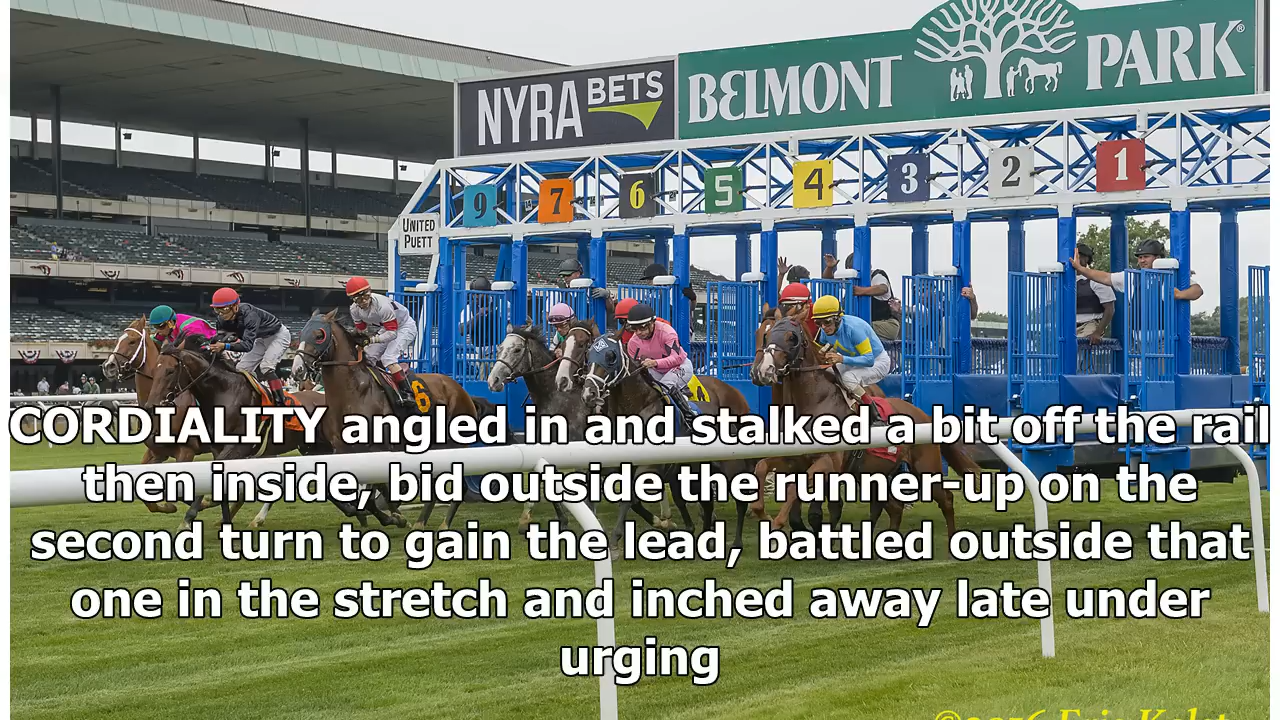 NYRA BETS
BELMONT PARK®
9 7 6 5 4 3 2 1
UNITED
PUETT
6
CORDIALITY angled in and stalked a bit off the rail
then inside, bid outside the runner-up on the
second turn to gain the lead, battled outside that
one in the stretch and inched away late under
urging